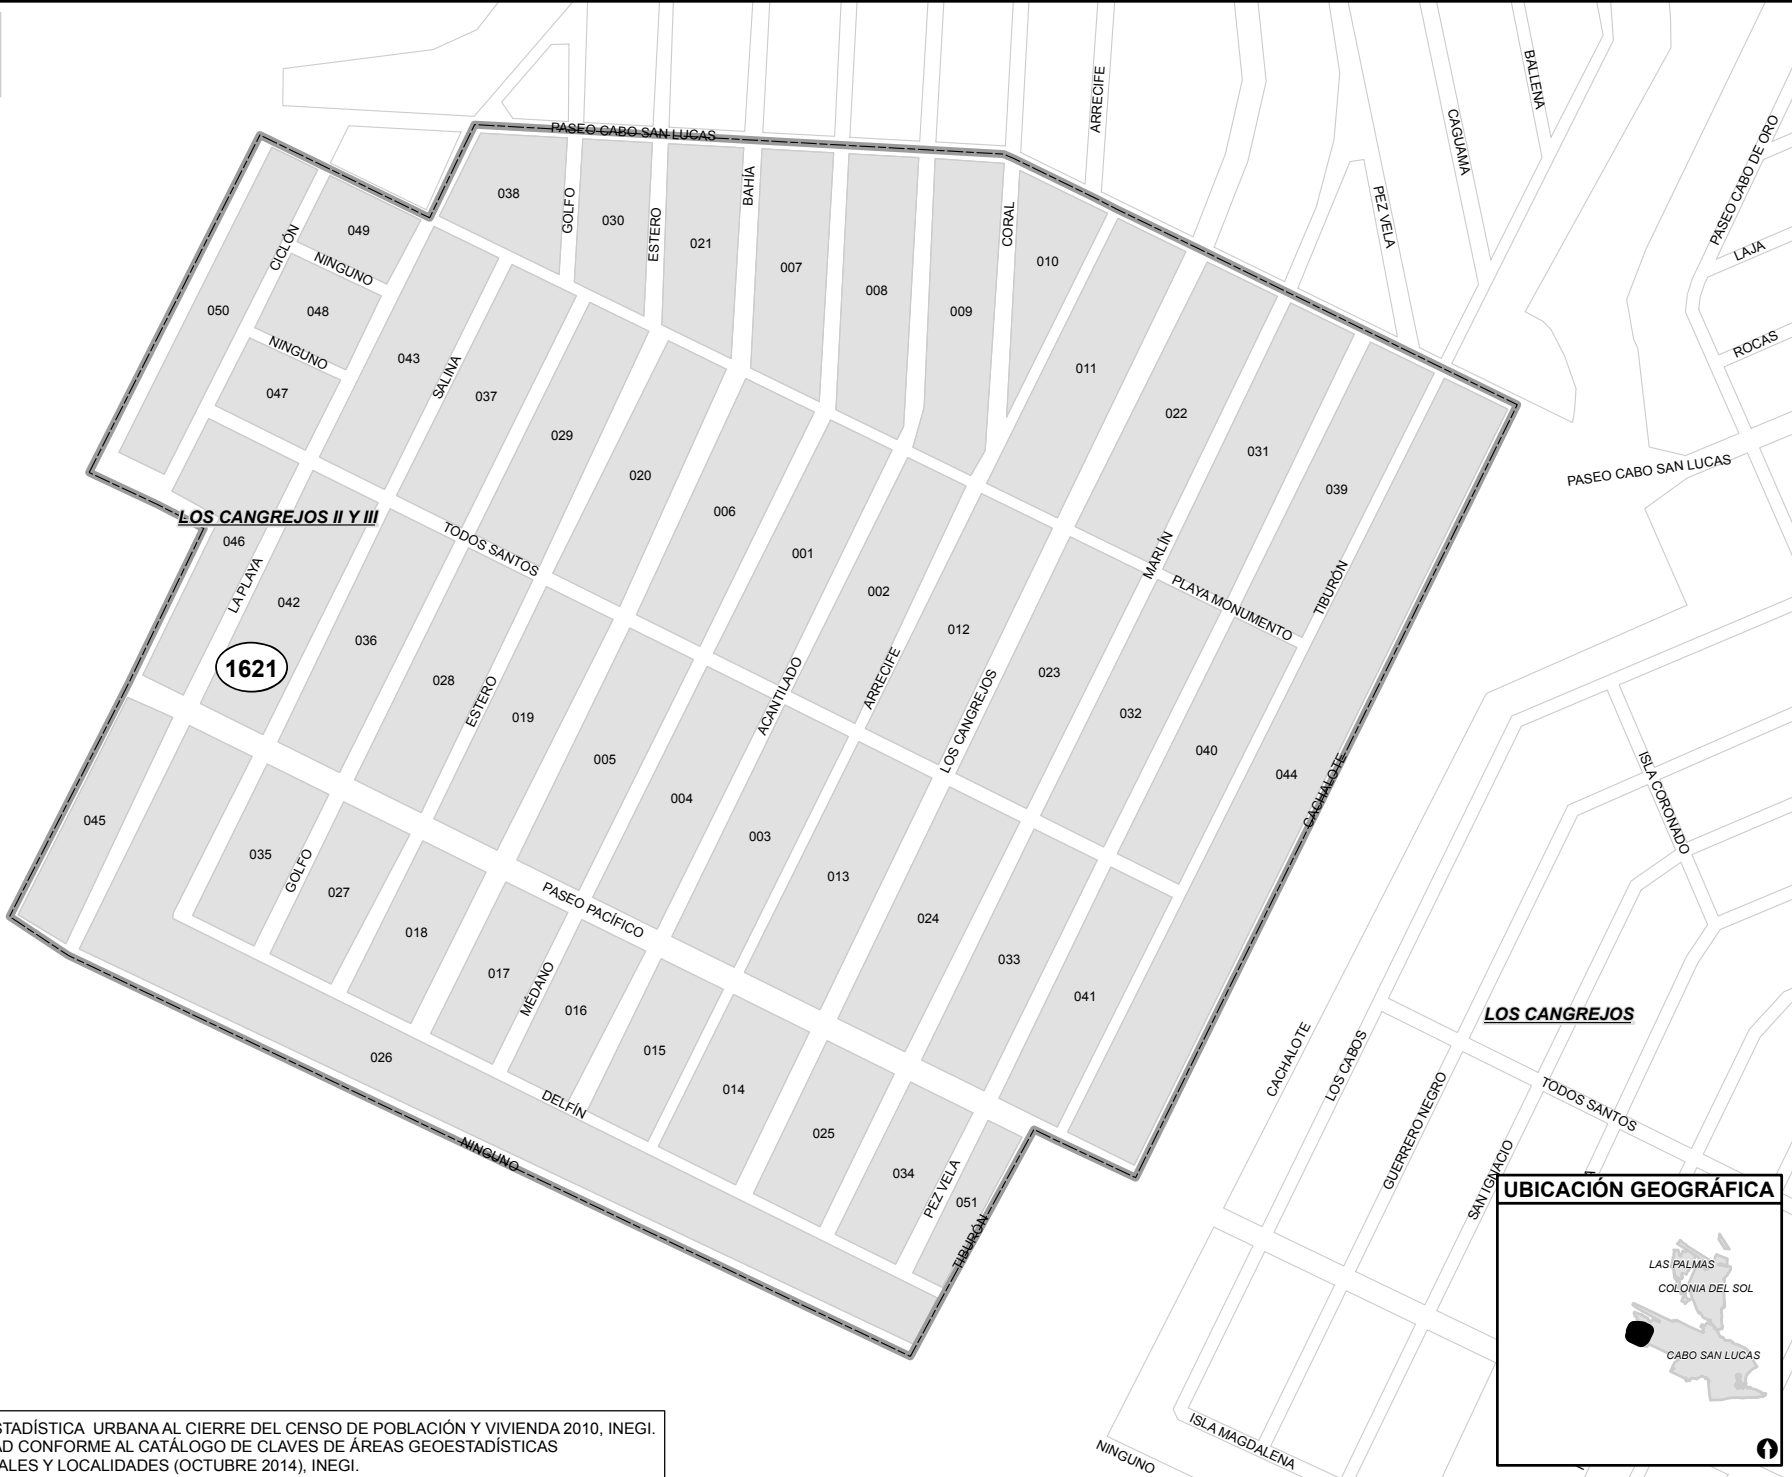 BALLENA
ARRECIFE
CAGUAMA
PASEO CABO DE ORO
PASEO CABO SAN LUCAS
038
GOLFO
030
ESTERO
021
BAHÍA
007
008
009
CORAL
010
PEZ VELA
LAJA
ROCAS
049
CICLÓN
NINGUNO
048
050
NINGUNO
047
043
SALINA
037
029
020
006
001
002
011
022
031
039
PASEO CABO SAN LUCAS
LOS CANGREJOS II Y III
046
TODOS SANTOS
LA PLAYA
042
036
028
ESTERO
019
1621
ACANTILADO
ARRECIFE
012
LOS CANGREJOS
023
MARLÍN
PLAYA MONUMENTO
TIBURÓN
032
040
044
CACHALOTE
ISLA CORONADO
005
004
003
013
045
035
GOLFO
027
018
017
MÉDANO
016
PASEO PACÍFICO
015
014
024
033
041
LOS CANGREJOS
CACHALOTE
LOS CABOS
GUERRERO NEGRO
SAN IGNACIO
TODOS SANTOS
026
DELFÍN
NINGUNO
025
034
PEZ VELA
051
TIBURÓN
A
UBICACIÓN GEOGRÁFICA
LAS PALMAS
COLONIA DEL SOL
CABO SAN LUCAS
ISLA MAGDALENA
NINGUNO
STADÍSTICA URBANA AL CIERRE DEL CENSO DE POBLACIÓN Y VIVIENDA 2010, INEGI.
AD CONFORME AL CATÁLOGO DE CLAVES DE ÁREAS GEOESTADÍSTICAS
ALES Y LOCALIDADES (OCTUBRE 2014), INEGI.